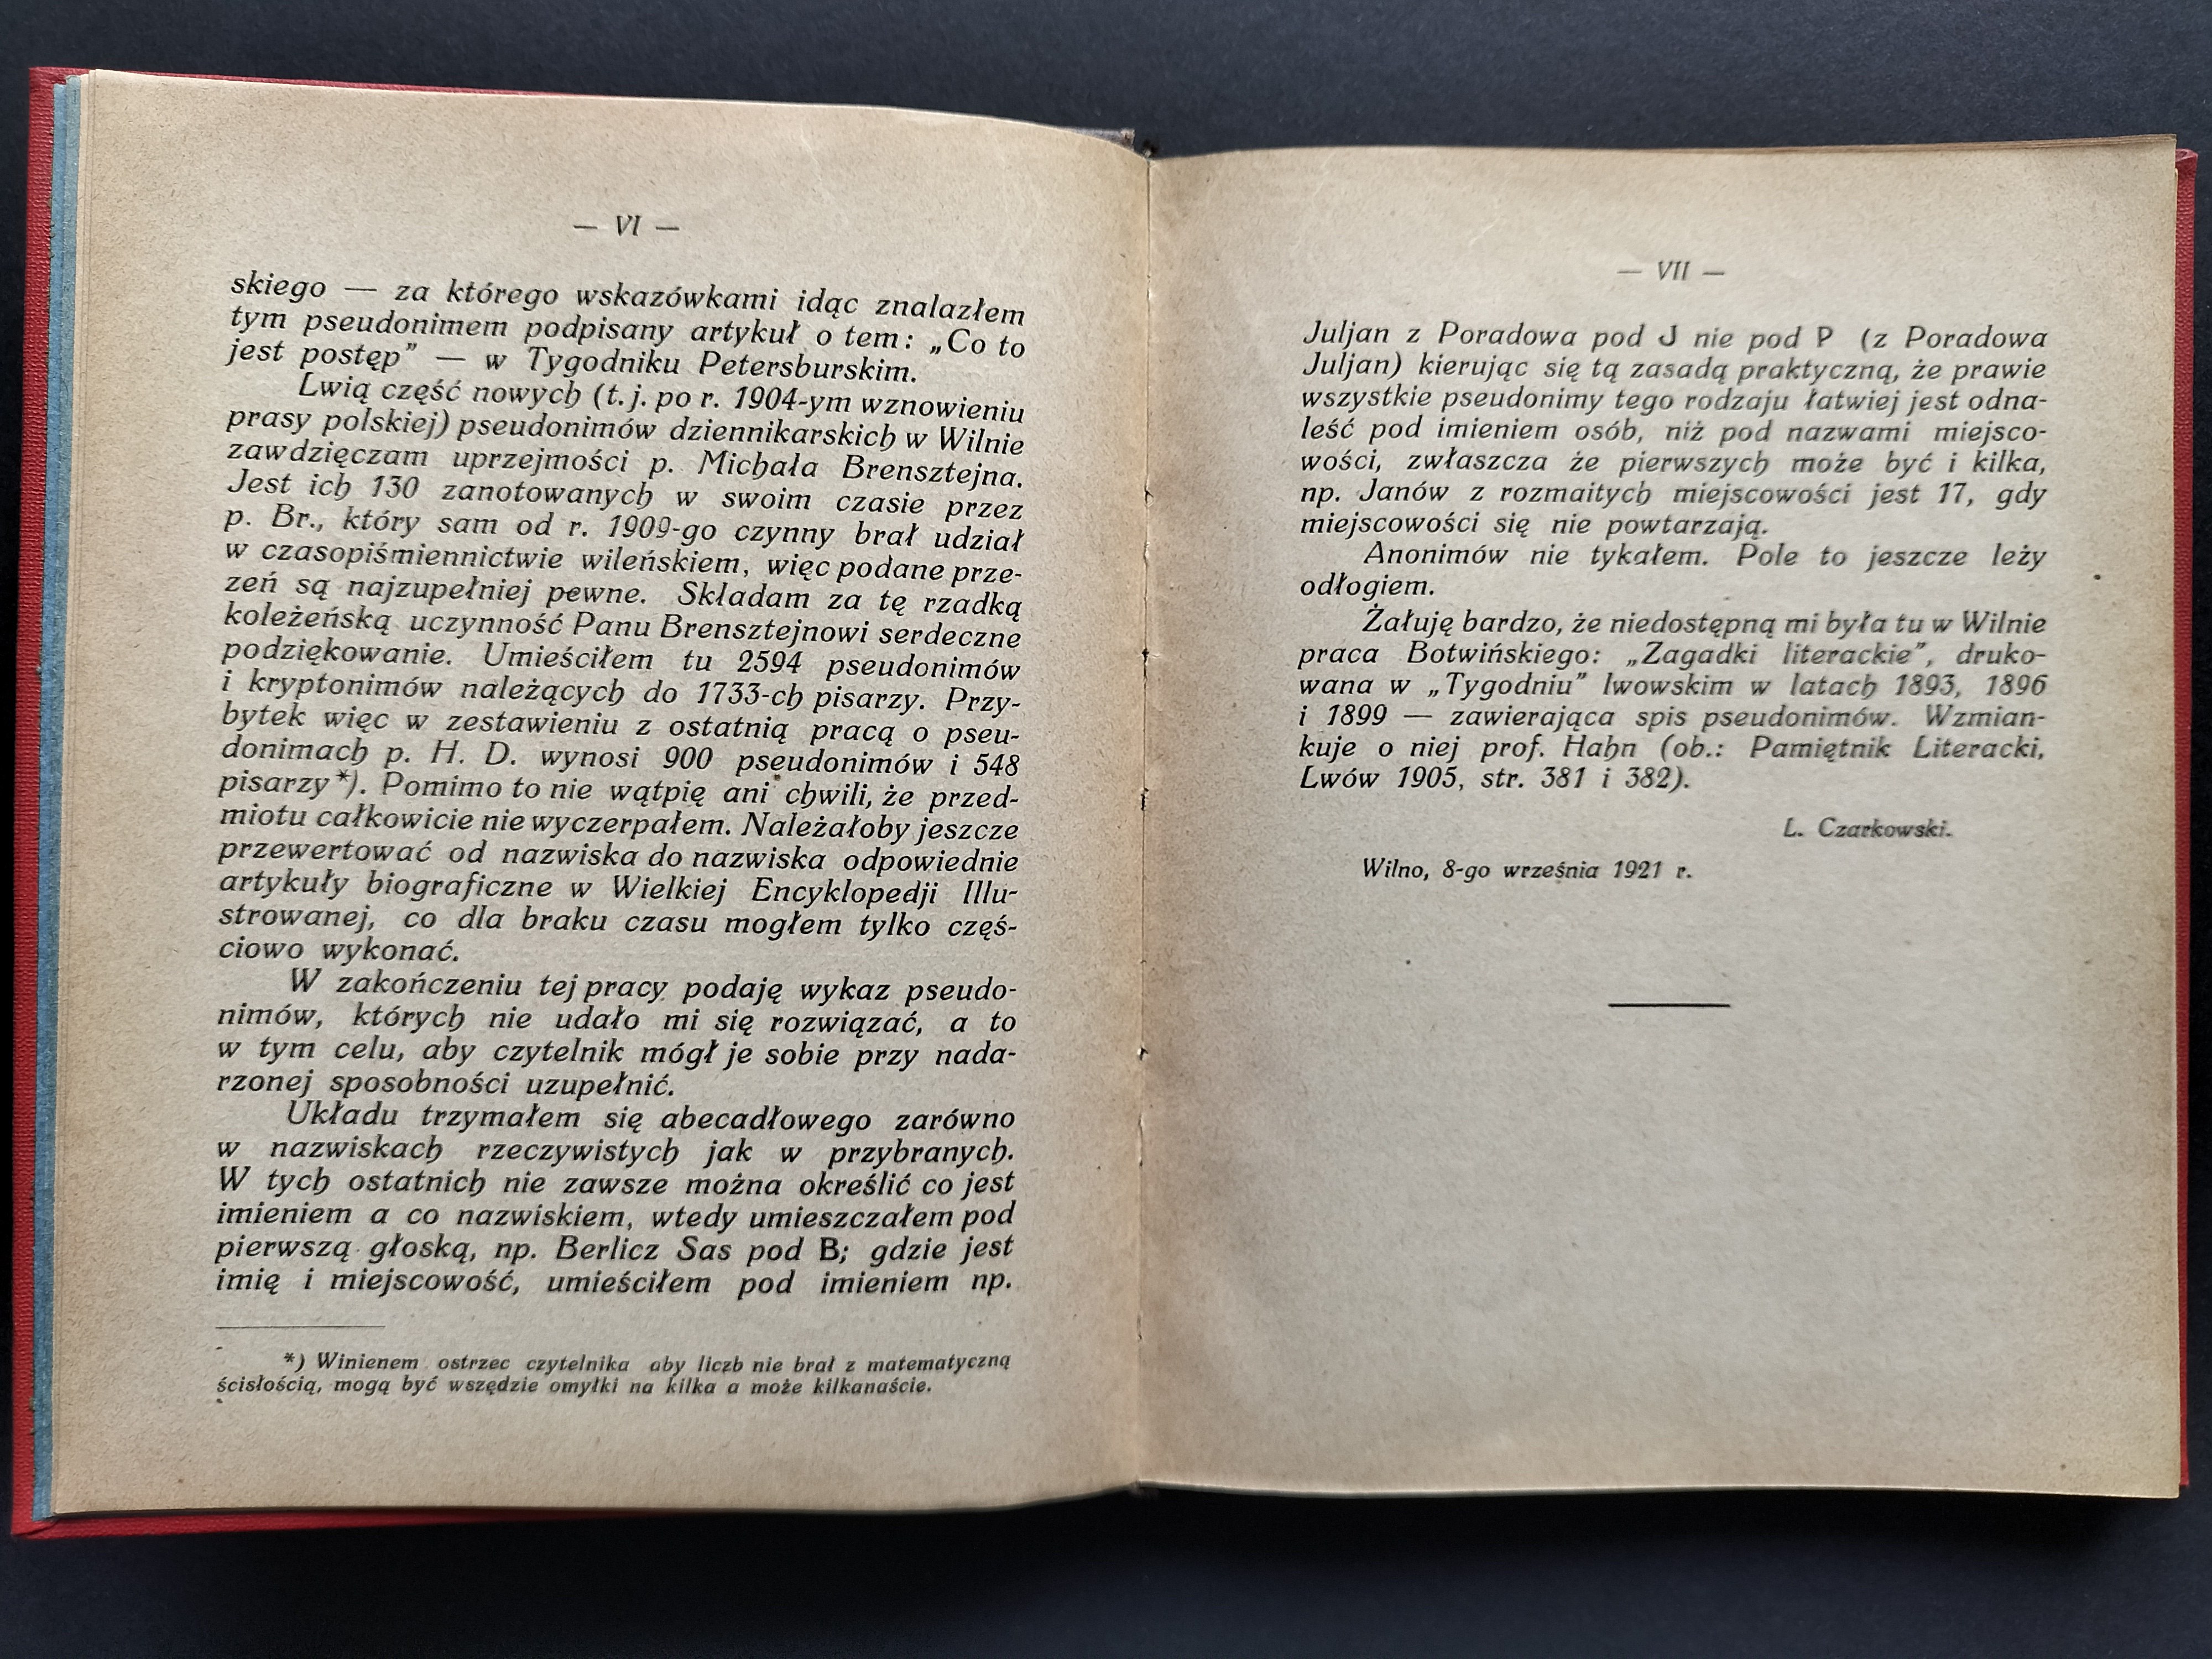 — VI —
skiego — za którego wskazówkami idąc znalazłem
tym pseudonimem podpisany artykuł o tem: „Co to
jest postęp” — w Tygodniku Petersburskim.
Lwią część nowych (t. j. po r. 1904-ym wznowieniu
prasy polskiej) pseudonimów dziennikarskich w Wilnie
zawdzięczam uprzejmości p. Michała Brensztejna.
Jest ich 130 zanotowanych w swoim czasie przez
p. Br., który sam od r. 1909-go czynny brał udział
w czasopiśmiennictwie wileńskiem, więc podane prze-
zeń są najzupełniej pewne. Składam za tę rzadką
koleżeńską uczynność Panu Brensztejnowi serdeczne
podziękowanie. Umieściłem tu 2594 pseudonimów
i kryptonimów należących do 1733-ch pisarzy. Przy-
bytek więc w zestawieniu z ostatnią pracą o pseu-
donimach p. H. D. wynosi 900 pseudonimów i 548
pisarzy*). Pomimo to nie wątpię ani chwili, że przed-
miotu całkowicie nie wyczerpałem. Należałoby jeszcze
przewertować od nazwiska do nazwiska odpowiednie
artykuły biograficzne w Wielkiej Encyklopedji Illu-
strowanej, co dla braku czasu mogłem tylko częś-
ciowo wykonać.
W zakończeniu tej pracy podaję wykaz pseudo-
nimów, których nie udało mi się rozwiązać, a to
w tym celu, aby czytelnik mógł je sobie przy nada-
rzonej sposobności uzupełnić.
Układu trzymałem się abecadłowego zarówno
w nazwiskach rzeczywistych jak w przybranych.
W tych ostatnich nie zawsze można określić co jest
imieniem a co nazwiskiem, wtedy umieszczałem pod
pierwszą głoską, np. Berlicz Sas pod B; gdzie jest
imię i miejscowość, umieściłem pod imieniem np.
*) Winienem ostrzec czytelnika aby liczb nie brał z matematyczną
ścisłością, mogą być wszędzie omyłki na kilka a może kilkanaście.
— VII —
Juljan z Poradowa pod J nie pod P (z Poradowa
Juljan) kierując się tą zasadą praktyczną, że prawie
wszystkie pseudonimy tego rodzaju łatwiej jest odna-
leść pod imieniem osób, niż pod nazwami miejsco-
wości, zwłaszcza że pierwszych może być i kilka,
np. Janów z rozmaitych miejscowości jest 17, gdy
miejscowości się nie powtarzają.
Anonimów nie tykałem. Pole to jeszcze leży
odłogiem.
Żałuję bardzo, że niedostępną mi była tu w Wilnie
praca Botwińskiego: „Zagadki literackie”, druko-
wana w „Tygodniu” lwowskim w latach 1893, 1896
i 1899 — zawierająca spis pseudonimów. Wzmian-
kuje o niej prof. Hahn (ob.: Pamiętnik Literacki,
Lwów 1905, str. 381 i 382).
L. Czarkowski.
Wilno, 8-go września 1921 r.